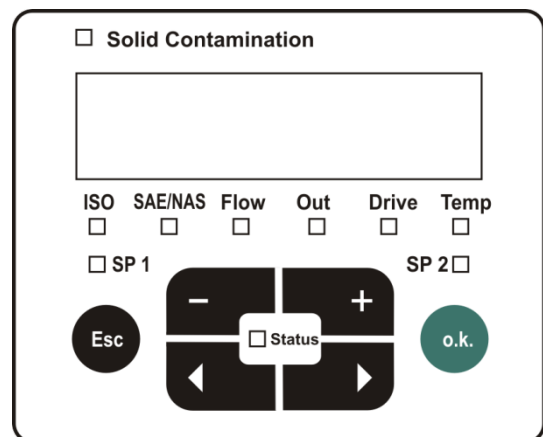 Solid Contamination
ISO SAE/NAS Flow Out Drive Temp
SP 1 SP 2
− +
Esc Status o.k.